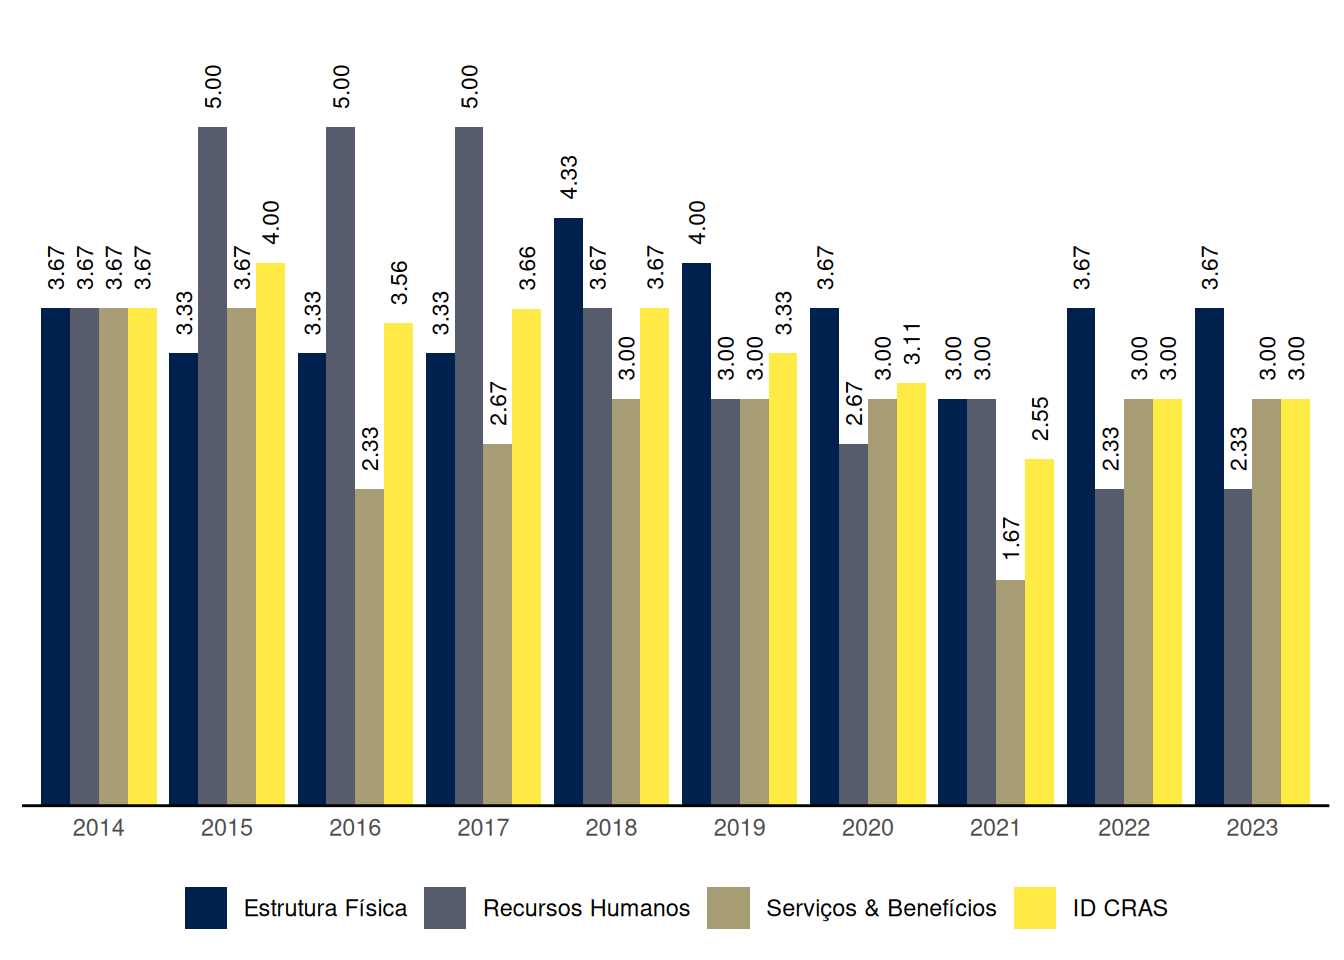 5.00 5.00 5.00
4.33
4.00 4.00
3.67 3.67 3.67 3.67 3.67 3.66 3.67 3.67 3.67 3.67 3.67
3.56
3.33 3.33 3.33 3.33
3.11
3.00 3.00 3.00 3.00 3.00 3.00 3.00 3.00 3.00 3.00
2.67 2.67
2.55
2.33 2.33 2.33
1.67
2014 2015 2016 2017 2018 2019 2020 2021 2022 2023
Estrutura Física Recursos Humanos Serviços & Benefícios ID CRAS